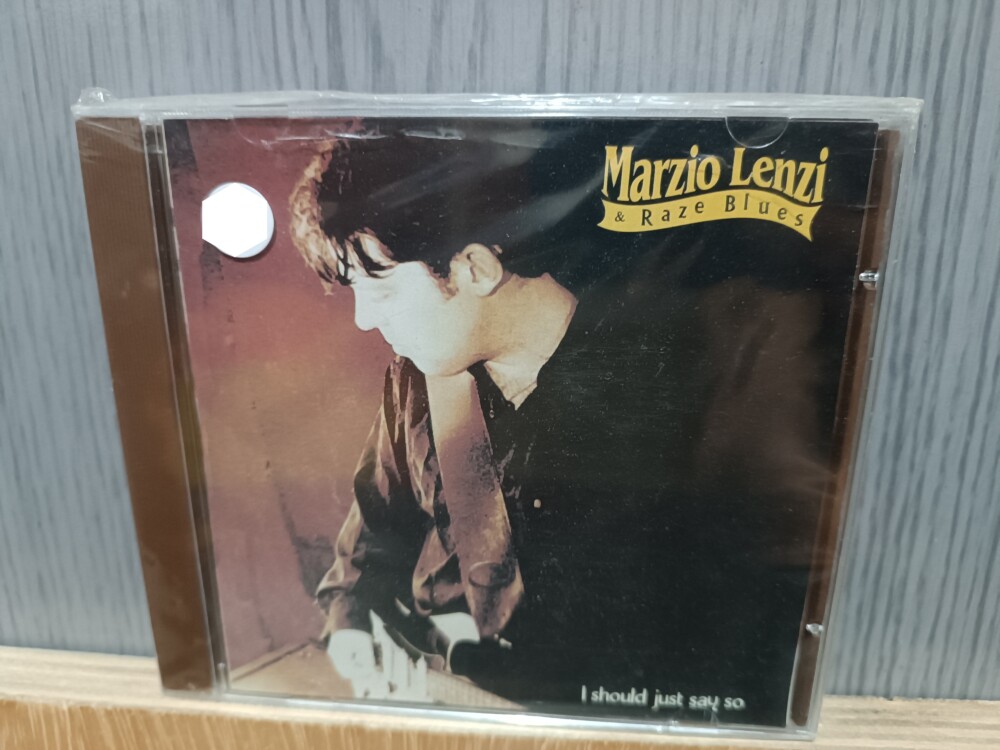 Marzio Lenzi
& Raze Blues
I should just say so